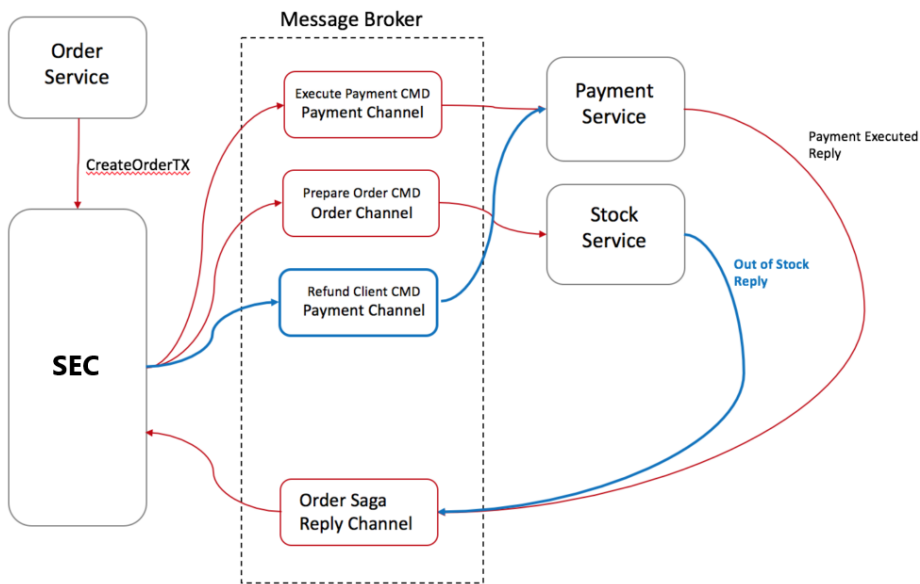 Message Broker
Order
Service
Execute Payment CMD
Payment Channel
Payment
Service
Payment Executed
Reply
CreateOrderTX
Prepare Order CMD
Order Channel
Stock
Service
Out of Stock
Reply
Refund Client CMD
Payment Channel
SEC
Order Saga
Reply Channel